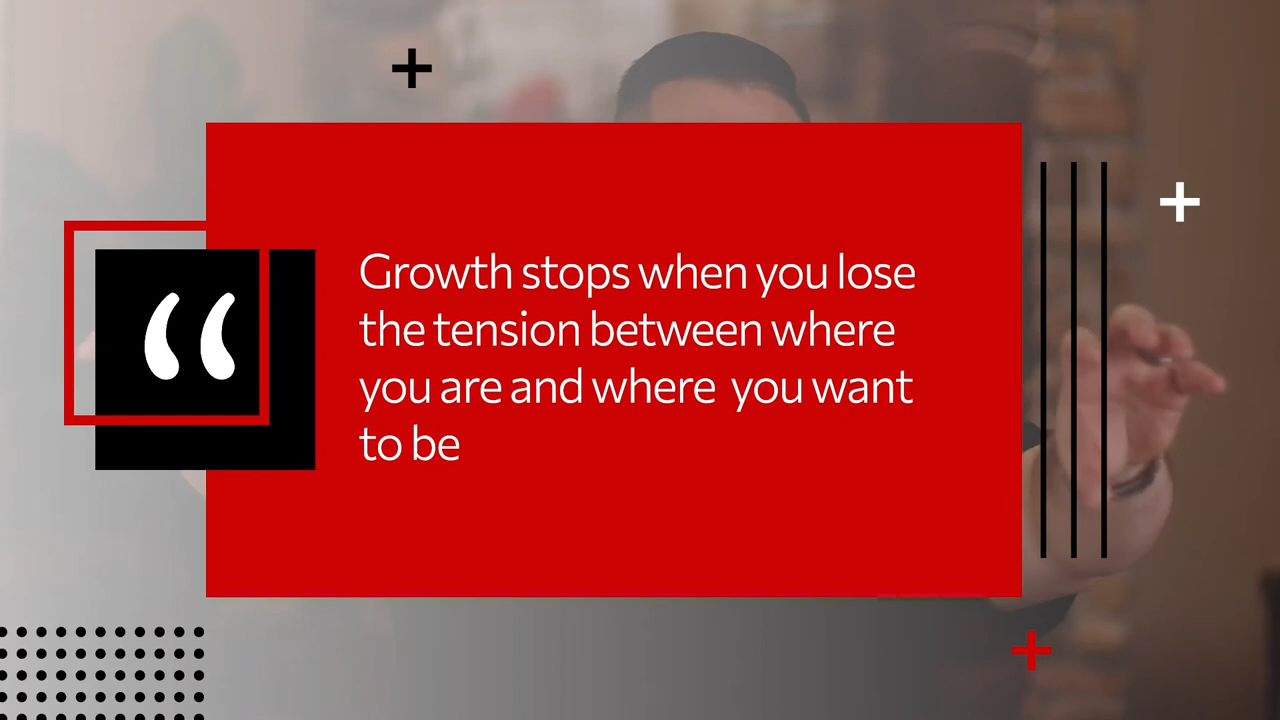 “
Growth stops when you lose
the tension between where
you are and where  you want
to be